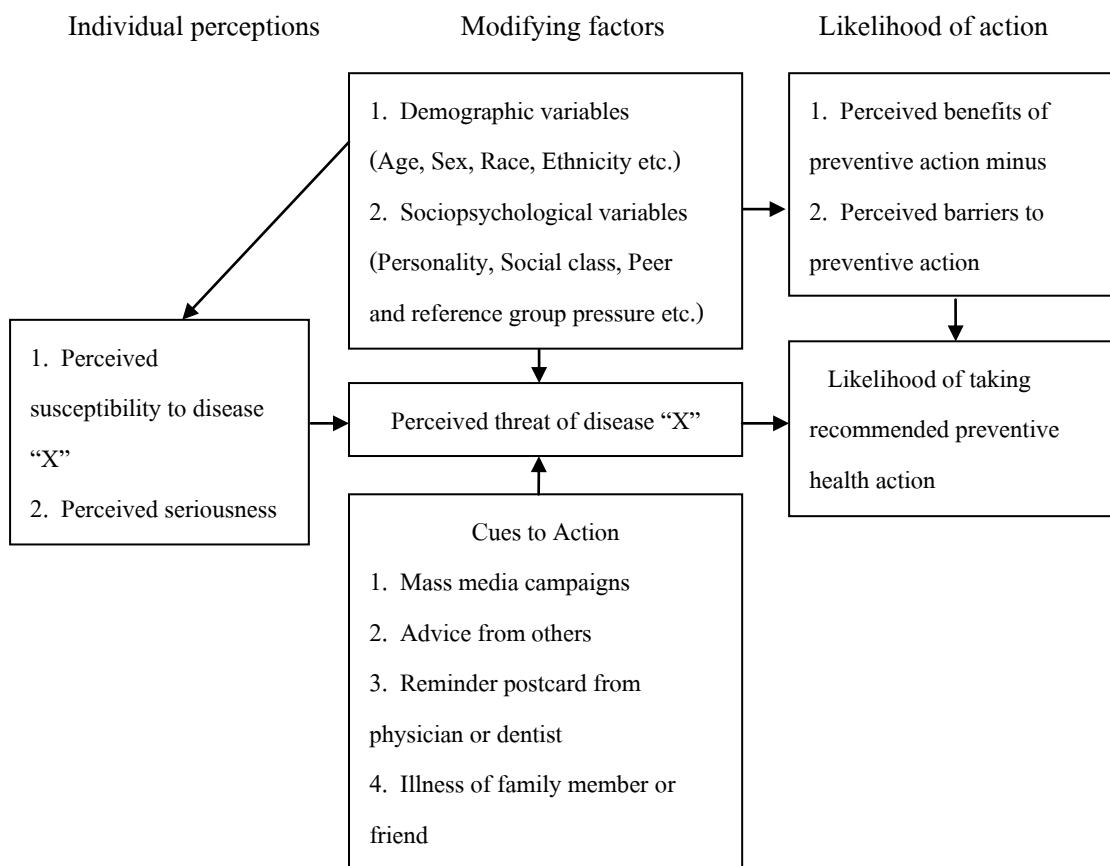 Individual perceptions
Modifying factors
Likelihood of action
1. Demographic variables
(Age, Sex, Race, Ethnicity etc.)
2. Sociopsychological variables
(Personality, Social class, Peer
and reference group pressure etc.)
1. Perceived benefits of
preventive action minus
2. Perceived barriers to
preventive action
1. Perceived
susceptibility to disease
“X”
2. Perceived seriousness
Perceived threat of disease “X”
Likelihood of taking
recommended preventive
health action
Cues to Action
1. Mass media campaigns
2. Advice from others
3. Reminder postcard from
physician or dentist
4. Illness of family member or
friend